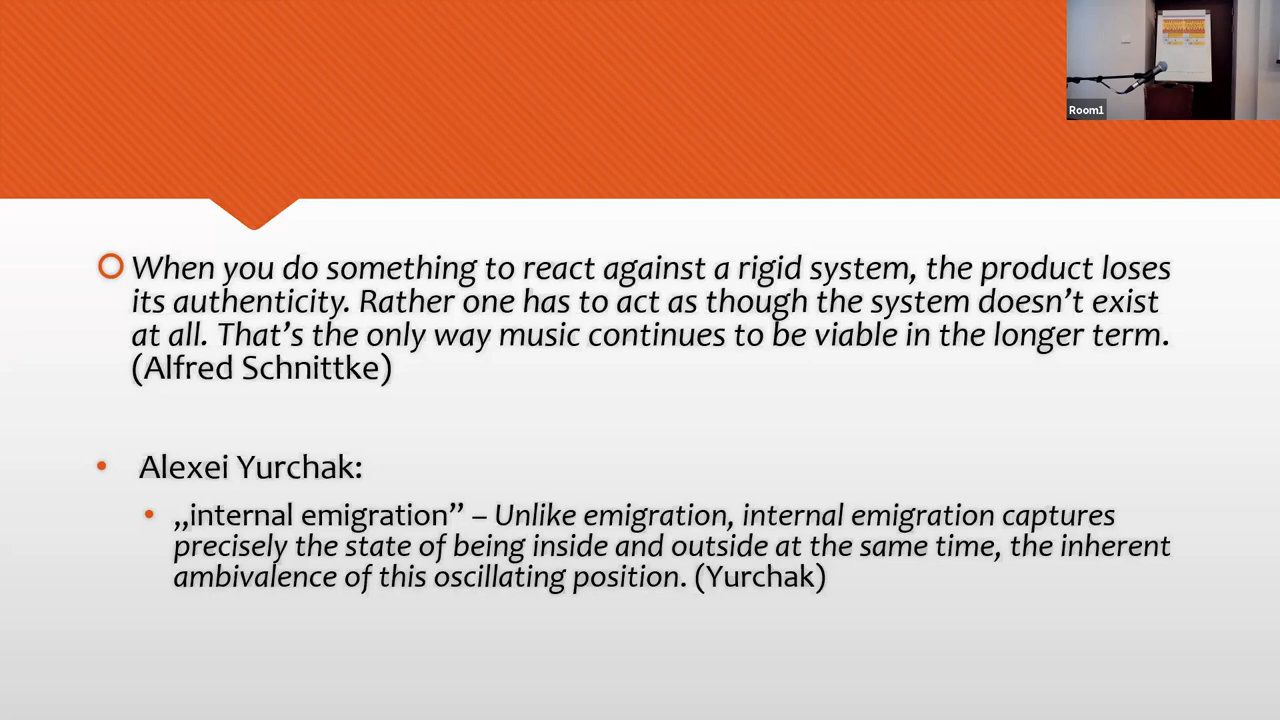 Room1
When you do something to react against a rigid system, the product loses
its authenticity. Rather one has to act as though the system doesn't exist
at all. That's the only way music continues to be viable in the longer term.
(Alfred Schnittke)
Alexei Yurchak:
„internal emigration” – Unlike emigration, internal emigration captures
precisely the state of being inside and outside at the same time, the inherent
ambivalence of this oscillating position. (Yurchak)